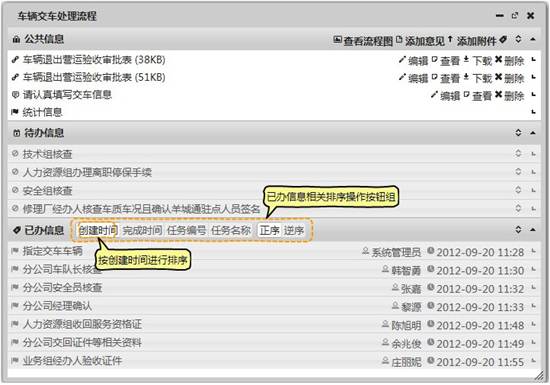 车辆交车处理流程
公共信息 查看流程图 添加意见 添加附件
车辆退出营运验收审批表 (38KB) 编辑 查看 下载 删除
车辆退出营运验收审批表 (51KB) 编辑 查看 下载 删除
请认真填写交车信息 编辑 查看 删除
统计信息
待办信息
技术组核查
人力资源组办理离职停保手续
安全组核查
已办信息相关排序操作按钮组
修理厂经办人核查车质车况且确认羊城通驻点人员签名
已办信息 创建时间 完成时间 任务编号 任务名称 正序 逆序
指定交车车辆 系统管理员 2012-09-20 11:28
按创建时间进行排序
分公司车队长核查 韩智勇 2012-09-20 11:30
分公司安全员核查 张嘉 2012-09-20 11:32
分公司经理确认 黎源 2012-09-20 11:33
人力资源组收回服务资格证 陈旭明 2012-09-20 11:48
分公司交回证件等相关资料 余兆俊 2012-09-20 11:49
业务组经办人验收证件 庄丽妮 2012-09-20 11:55